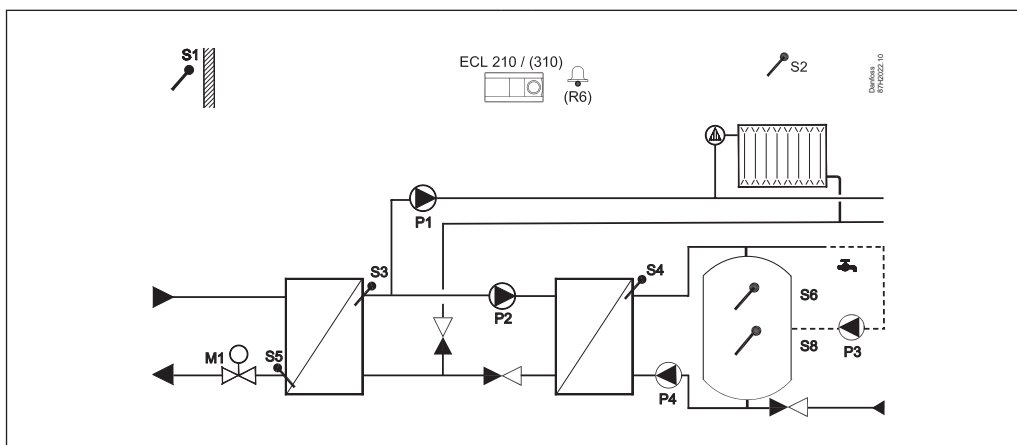 S1
ECL 210 / (310)
(R6)
S2
Danfoss
87H2022.10
P1
S3
S4
P2
S6
S8
P3
M1
S5
P4